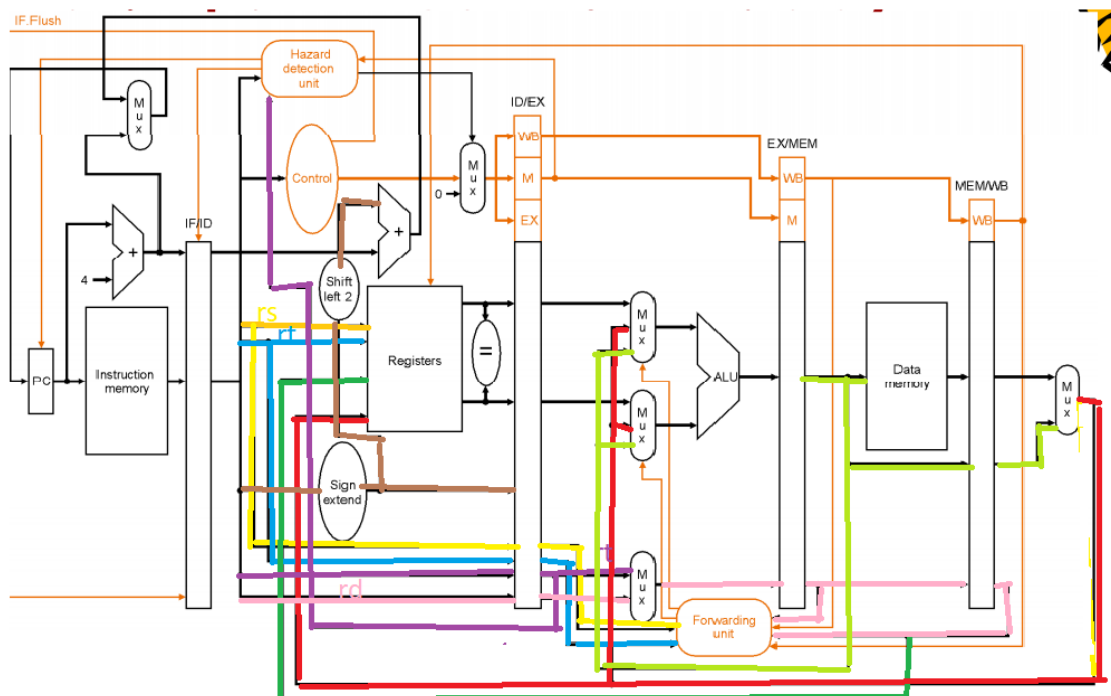 IF.Flush
Hazard
detection
unit
M
u
x
ID/EX
WB
EX/MEM
Control
M
u
x
M
WB
MEM/WB
0
EX
M
WB
IF/ID
+
+
4
Shift
left 2
rs
rt
M
u
x
Registers
=
PC
Instruction
memory
ALU
Data
memory
M
u
x
M
u
x
Sign
extend
rd
M
u
x
Forwarding
unit